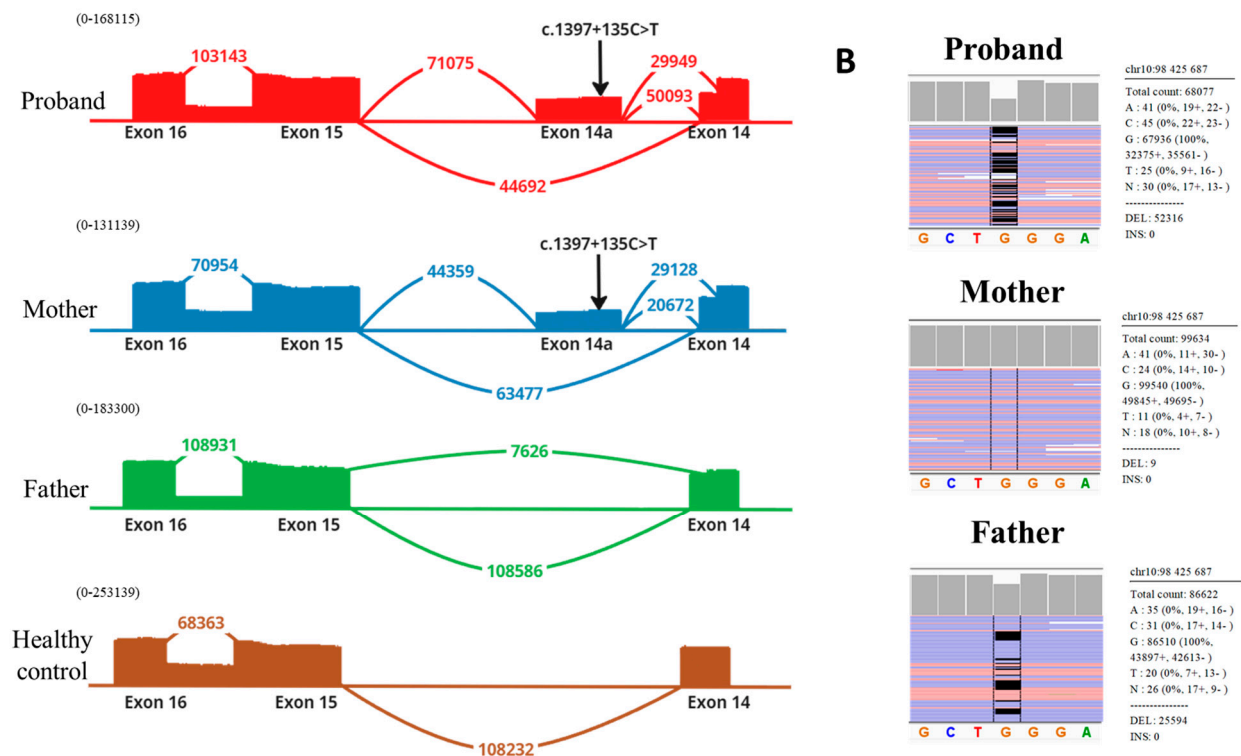 (0-168115)
c.1397+135C>T
103143
71075
29949
50093
Proband
Exon 16
Exon 15
Exon 14a
Exon 14
44692
(0-131139)
c.1397+135C>T
70954
44359
29128
20672
Mother
Exon 16
Exon 15
Exon 14a
Exon 14
63477
(0-183300)
108931
7626
Father
Exon 16
Exon 15
Exon 14
108586
(0-253139)
68363
Healthy
control
Exon 16
Exon 15
Exon 14
108232
B
Proband
chr10:98 425 687
Total count: 68077
A : 41 (0%, 19+, 22- )
C : 45 (0%, 22+, 23- )
G : 67936 (100%,
32375+, 35561- )
T : 25 (0%, 9+, 16- )
N : 30 (0%, 17+, 13- )
---------------
DEL: 52316
INS: 0
G C T G G G A
Mother
chr10:98 425 687
Total count: 99634
A : 41 (0%, 11+, 30- )
C : 24 (0%, 14+, 10- )
G : 99540 (100%,
49845+, 49695- )
T : 11 (0%, 4+, 7- )
N : 18 (0%, 10+, 8- )
---------------
DEL: 9
INS: 0
G C T G G G A
Father
chr10:98 425 687
Total count: 86622
A : 35 (0%, 19+, 16- )
C : 31 (0%, 17+, 14- )
G : 86510 (100%,
43897+, 42613- )
T : 20 (0%, 7+, 13- )
N : 26 (0%, 17+, 9- )
---------------
DEL: 25594
INS: 0
G C T G G G A